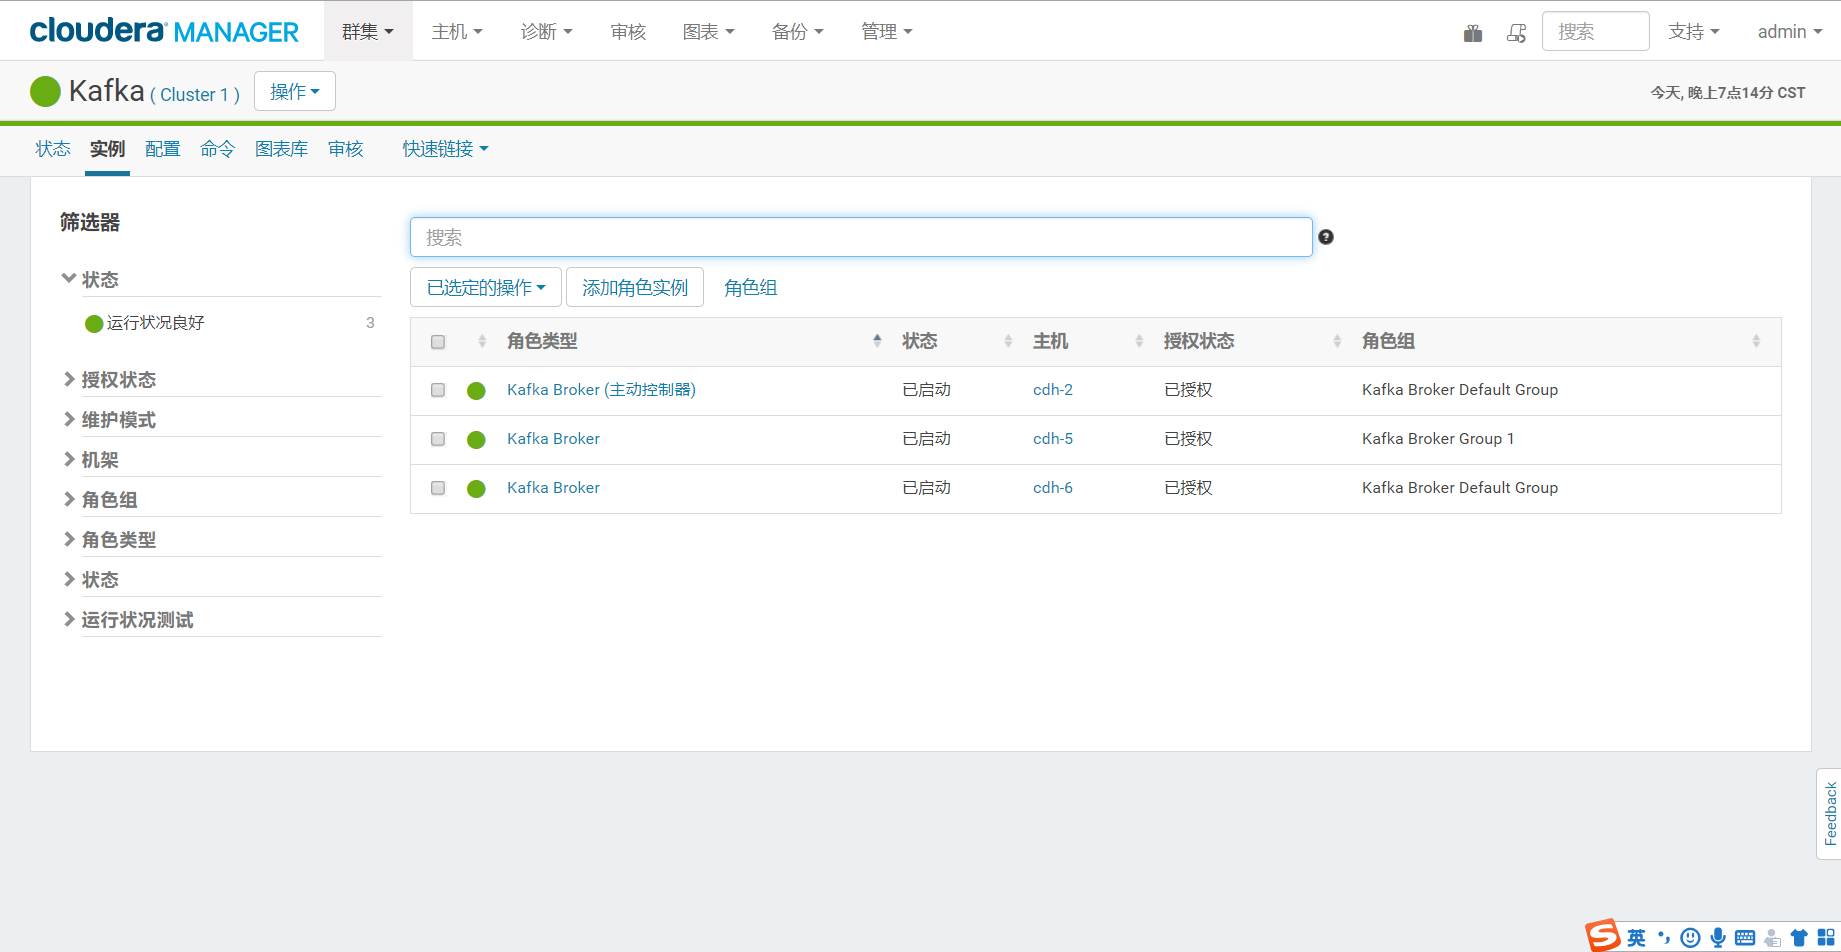 cloudera MANAGER 群集 主机 诊断 审核 图表 备份 管理 搜索 支持 admin
Kafka ( Cluster 1 ) 操作 今天, 晚上7点14分 CST
状态 实例 配置 命令 图表库 审核 快速链接
筛选器
状态
运行状况良好 3
授权状态
维护模式
机架
角色组
角色类型
状态
运行状况测试
搜索 ?
已选定的操作 添加角色实例 角色组
角色类型 状态 主机 授权状态 角色组
Kafka Broker (主动控制器) 已启动 cdh-2 已授权 Kafka Broker Default Group
Kafka Broker 已启动 cdh-5 已授权 Kafka Broker Group 1
Kafka Broker 已启动 cdh-6 已授权 Kafka Broker Default Group
Feedback
S 英